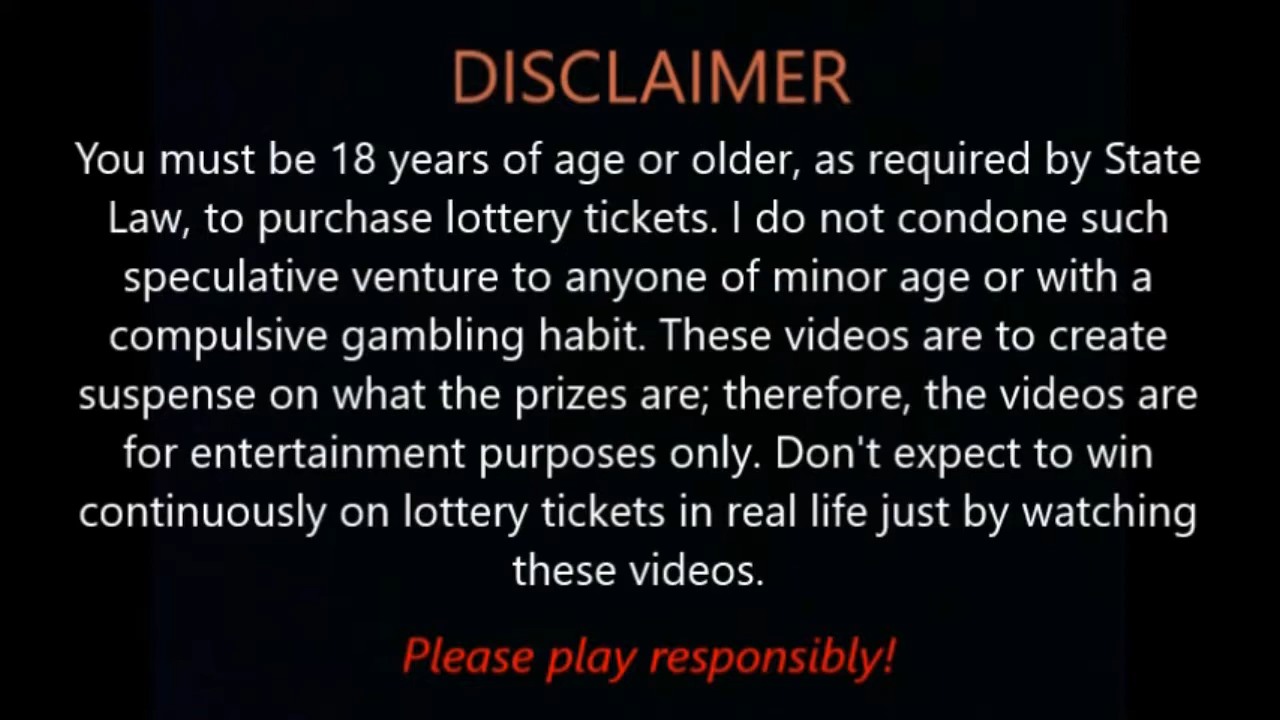 DISCLAIMER
You must be 18 years of age or older, as required by State
Law, to purchase lottery tickets. I do not condone such
speculative venture to anyone of minor age or with a
compulsive gambling habit. These videos are to create
suspense on what the prizes are; therefore, the videos are
for entertainment purposes only. Don't expect to win
continuously on lottery tickets in real life just by watching
these videos.
Please play responsibly!